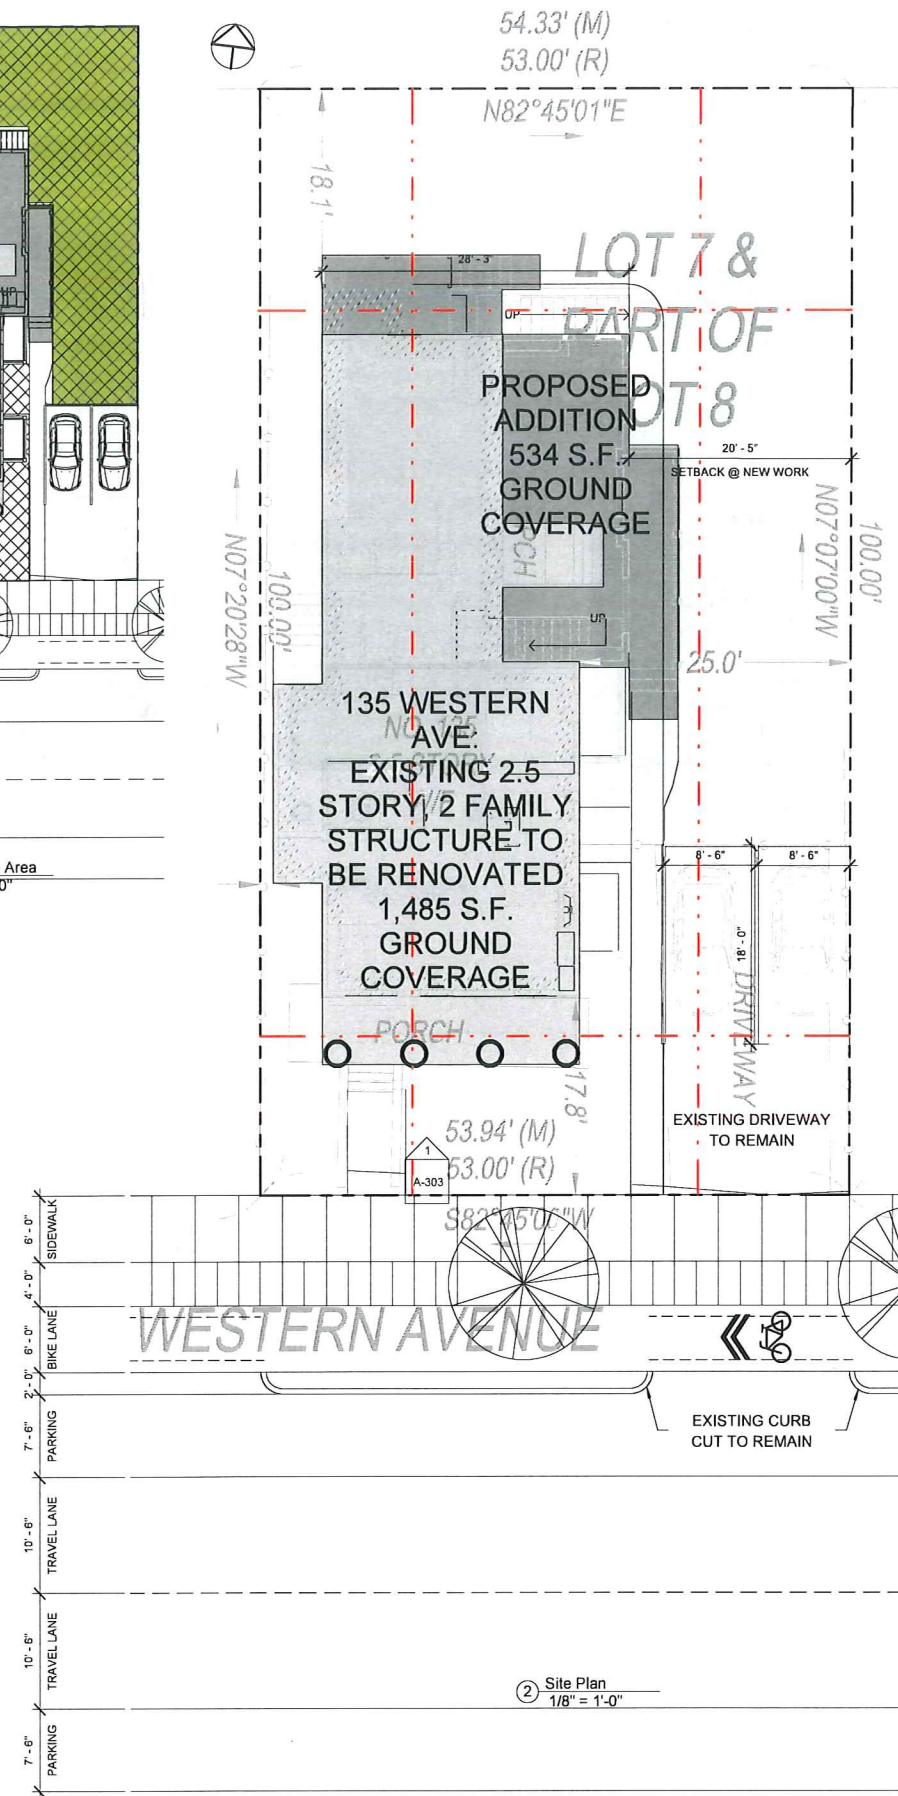 54.33' (M)
53.00' (R)
N82°45'01"E
18.1'
LOT 7 &
PART OF
LOT 8
28' - 3"
UP
UP
PROPOSED
ADDITION
534 S.F.
GROUND
COVERAGE
20' - 5"
SETBACK @ NEW WORK
PCH
UP
N07°20'28"W
100.00'
N07°07'00"W
100.00'
25.0'
135 WESTERN
AVE:
EXISTING 2.5
STORY, 2 FAMILY
STRUCTURE TO
BE RENOVATED
1,485 S.F.
GROUND
COVERAGE
NO. 135
8' - 6"
8' - 6"
18' - 0"
DRIVEWAY
Area
0"
PORCH
17.8'
EXISTING DRIVEWAY
TO REMAIN
53.94' (M)
53.00' (R)
1
A-303
S82°45'00"W
6' - 0"
SIDEWALK
4' - 0"
6' - 0"
BIKE LANE
2' - 0"
7' - 6"
PARKING
10' - 6"
TRAVEL LANE
10' - 6"
TRAVEL LANE
7' - 6"
PARKING
WESTERN AVENUE
EXISTING CURB
CUT TO REMAIN
2
Site Plan
1/8" = 1'-0"